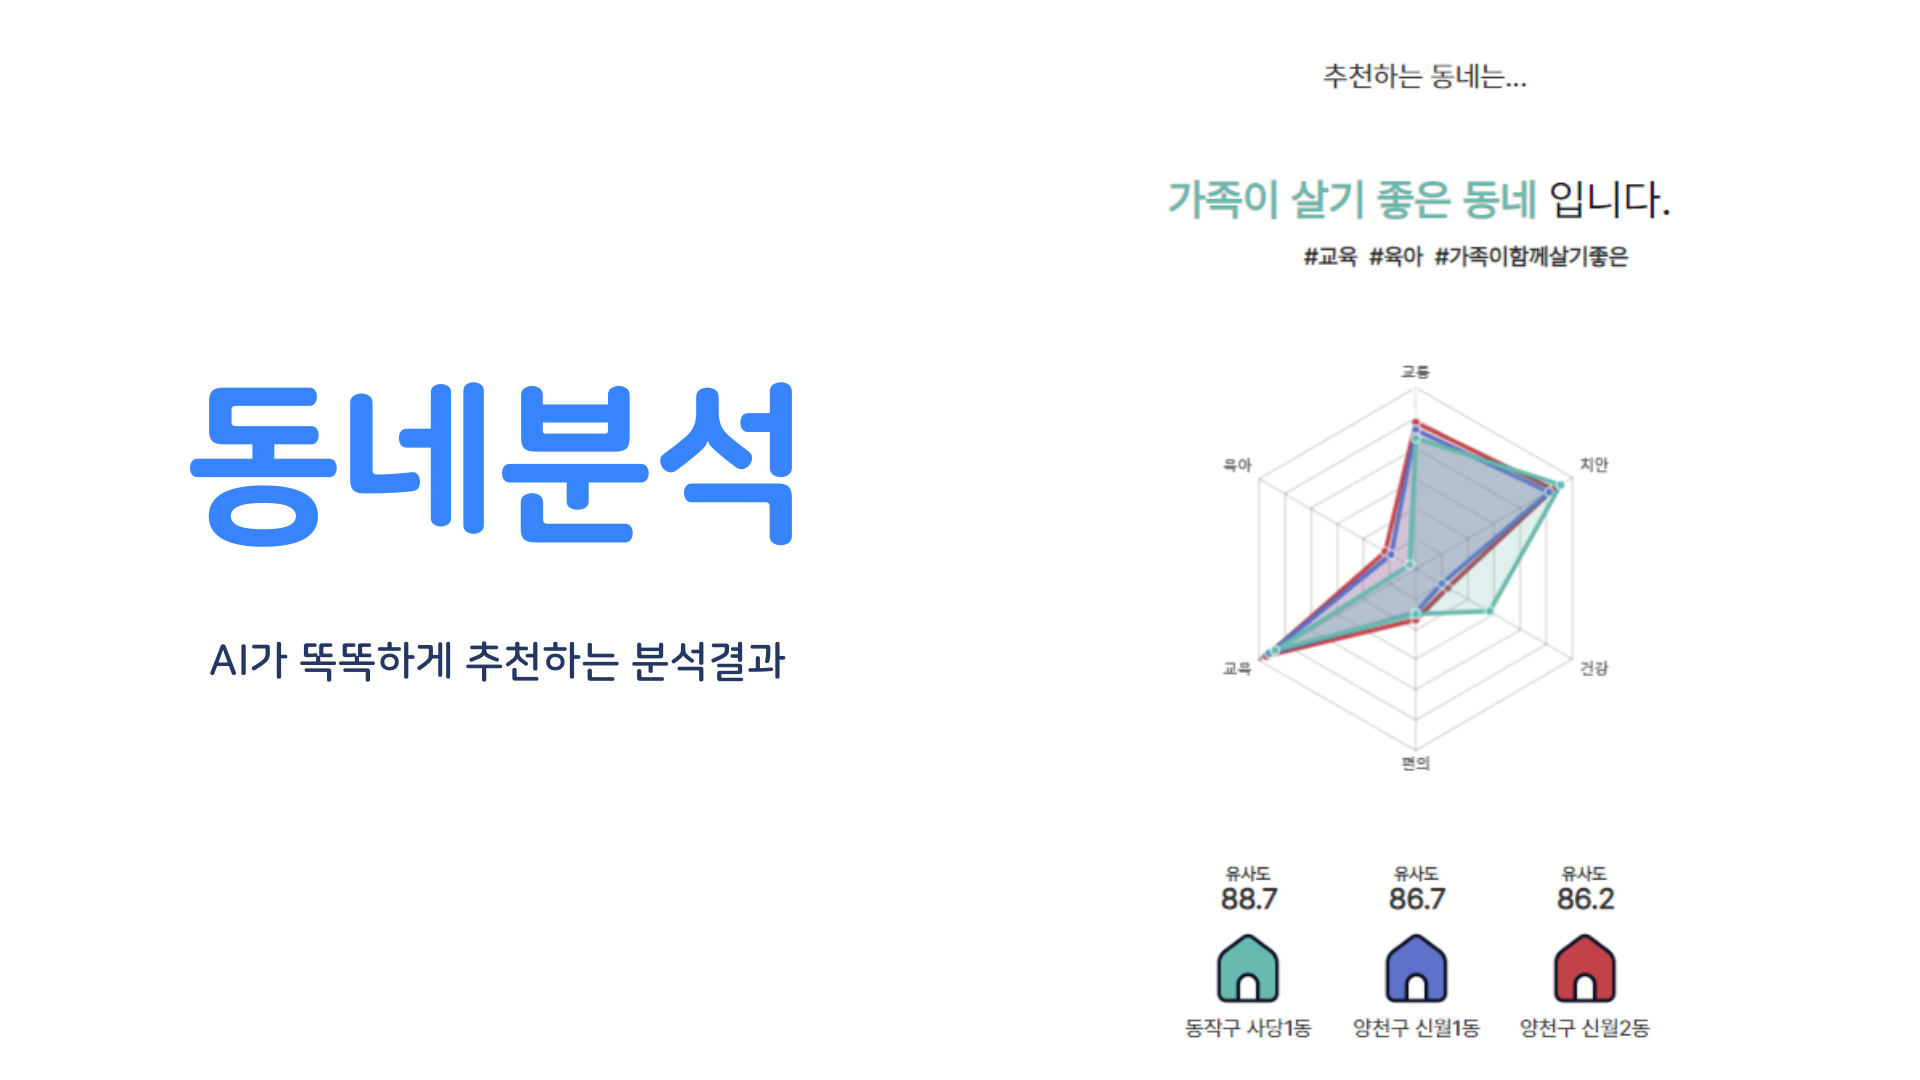 동네분석
AI가 똑똑하게 추천하는 분석결과
추천하는 동네는...
가족이 살기 좋은 동네 입니다.
#교육 #육아 #가족이함께살기좋은
교통
육아
치안
교육
건강
편의
유사도
88.7
유사도
86.7
유사도
86.2
동작구 사당1동
양천구 신월1동
양천구 신월2동